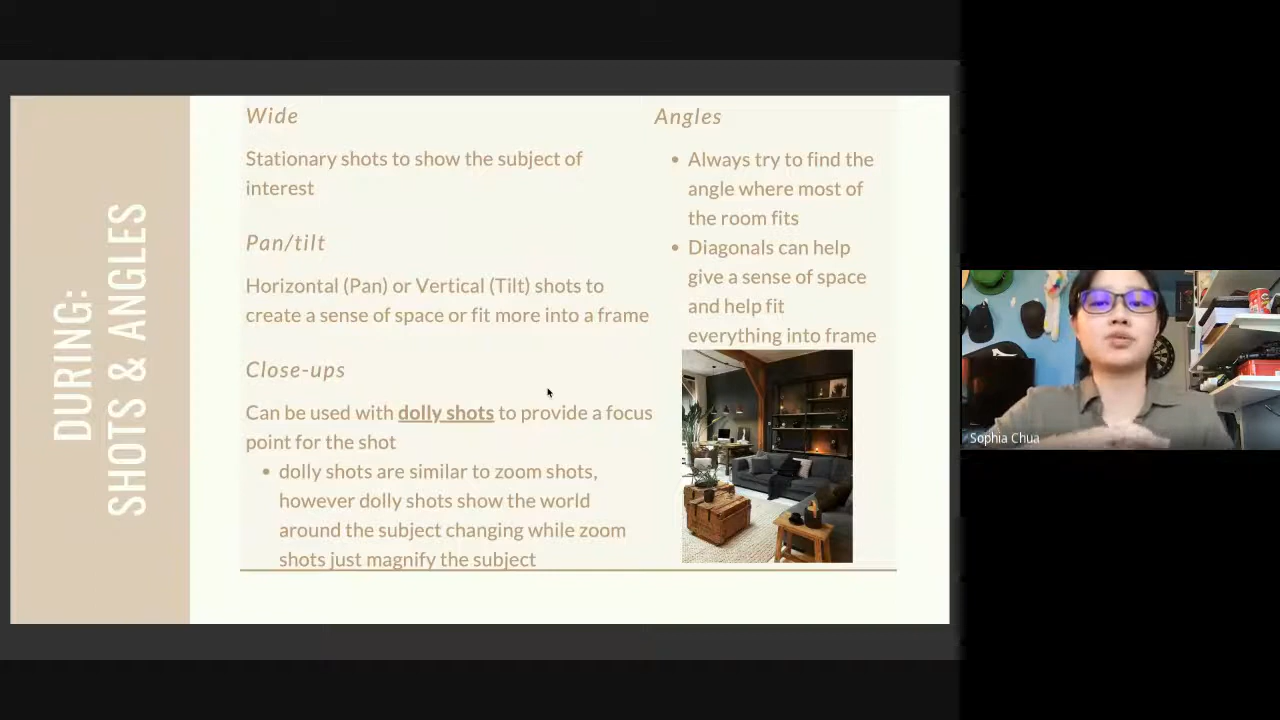 DURING:
SHOTS & ANGLES
Wide
Stationary shots to show the subject of
interest
Pan/tilt
Horizontal (Pan) or Vertical (Tilt) shots to
create a sense of space or fit more into a frame
Close-ups
Can be used with dolly shots to provide a focus
point for the shot
• dolly shots are similar to zoom shots,
however dolly shots show the world
around the subject changing while zoom
shots just magnify the subject
Angles
• Always try to find the
angle where most of
the room fits
• Diagonals can help
give a sense of space
and help fit
everything into frame
Sophia Chua